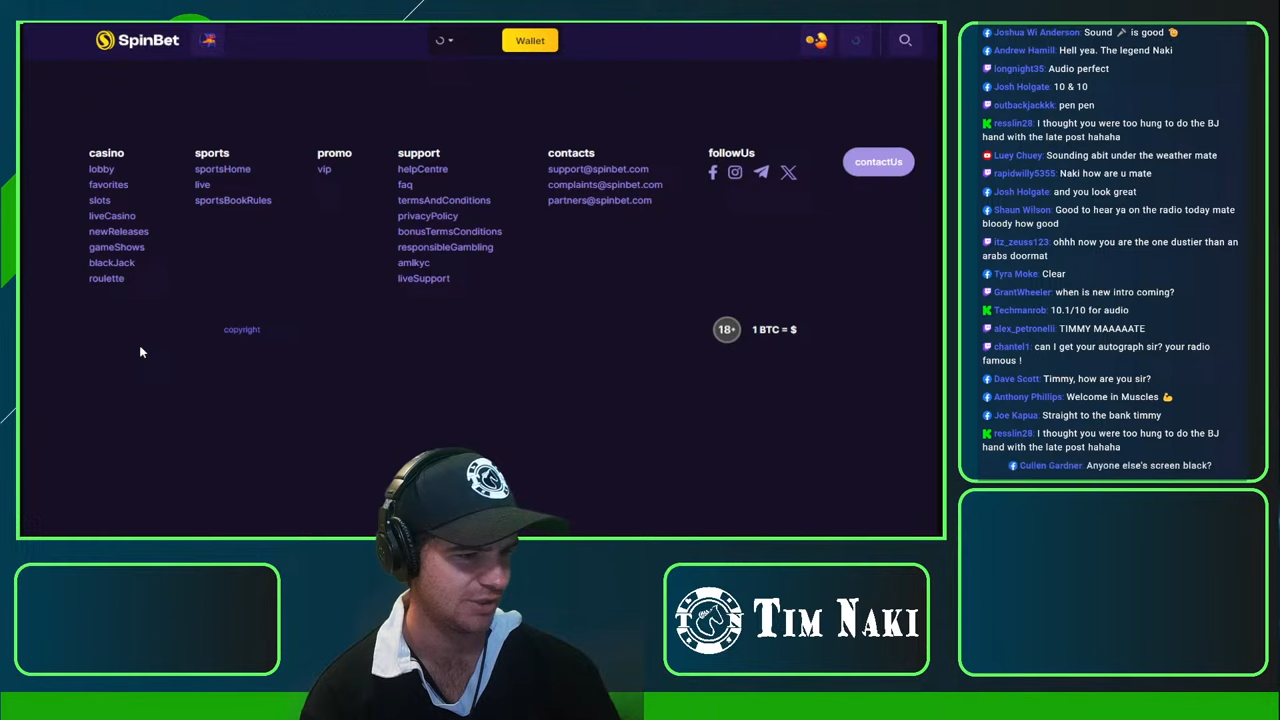 SpinBet
Wallet
casino
lobby
favorites
slots
liveCasino
newReleases
gameShows
blackJack
roulette
sports
sportsHome
live
sportsBookRules
promo
vip
support
helpCentre
faq
termsAndConditions
privacyPolicy
bonusTermsConditions
responsibleGambling
amlkyc
liveSupport
contacts
support@spinbet.com
complaints@spinbet.com
partners@spinbet.com
followUs
contactUs
copyright
18+
1 BTC = $
Joshua Wi Anderson: Sound 🎤 is good
Andrew Hamill: Hell yea. The legend Naki
longnight35: Audio perfect
Josh Holgate: 10 & 10
outbackjackkk: pen pen
resslin28: I thought you were too hung to do the BJ
hand with the late post hahaha
Luey Chuey: Sounding abit under the weather mate
rapidwilly5355: Naki how are u mate
Josh Holgate: and you look great
Shaun Wilson: Good to hear ya on the radio today mate
bloody how good
itz_zeuss123: ohhh now you are the one dustier than an
arabs doormat
Tyra Moke: Clear
GrantWheeler: when is new intro coming?
Techmanrob: 10.1/10 for audio
alex_petronelli: TIMMY MAAAAATE
chantel1: can I get your autograph sir? your radio
famous !
Dave Scott: Timmy, how are you sir?
Anthony Phillips: Welcome in Muscles 💪
Joe Kapua: Straight to the bank timmy
resslin28: I thought you were too hung to do the BJ
hand with the late post hahaha
Cullen Gardner: Anyone else's screen black?
T N
TIM NAKI